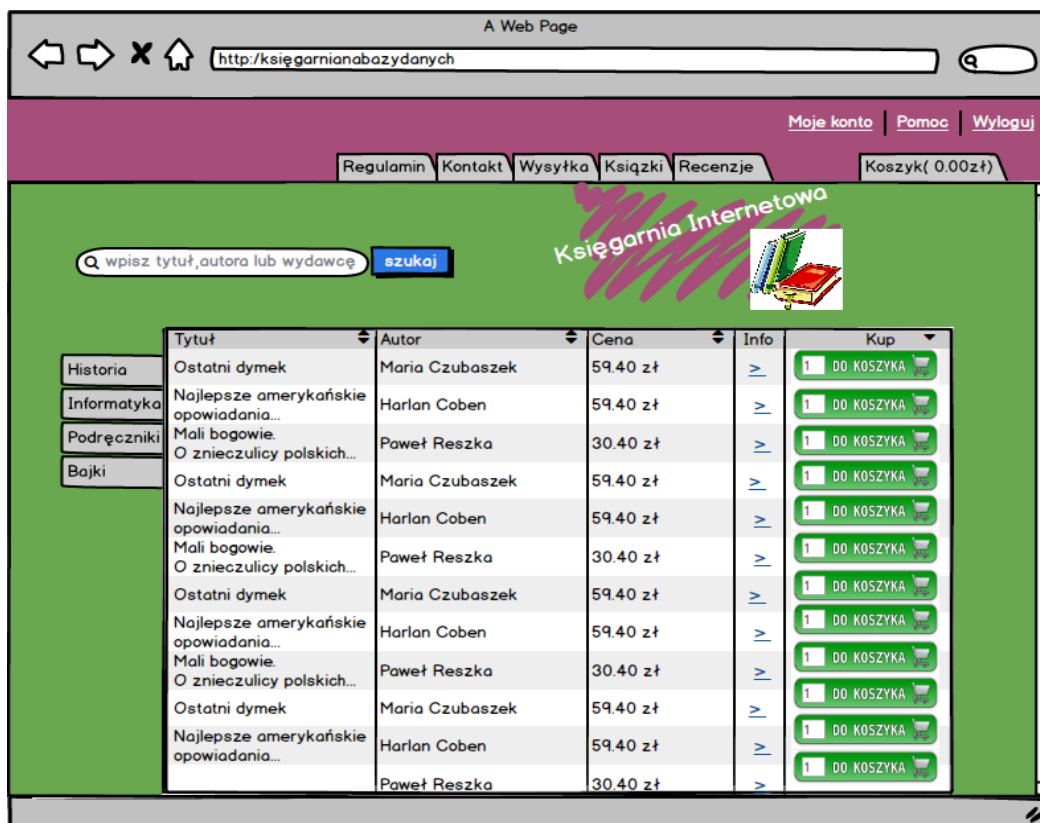 A Web Page
http:/księgarnianabazydanych
Moje konto Pomoc Wyloguj
Regulamin Kontakt Wysyłka Książki Recenzje Koszyk( 0.00zł)
Księgarnia Internetowa
wpisz tytuł,autora lub wydawcę szukaj
Historia
Informatyka
Podręczniki
Bajki
Tytuł Autor Cena Info Kup
Ostatni dymek Maria Czubaszek 59.40 zł > 1 DO KOSZYKA
Najlepsze amerykańskie
opowiadania... Harlan Coben 59.40 zł > 1 DO KOSZYKA
Mali bogowie.
O znieczulicy polskich... Paweł Reszka 30.40 zł > 1 DO KOSZYKA
Ostatni dymek Maria Czubaszek 59.40 zł > 1 DO KOSZYKA
Najlepsze amerykańskie
opowiadania... Harlan Coben 59.40 zł > 1 DO KOSZYKA
Mali bogowie.
O znieczulicy polskich... Paweł Reszka 30.40 zł > 1 DO KOSZYKA
Ostatni dymek Maria Czubaszek 59.40 zł > 1 DO KOSZYKA
Najlepsze amerykańskie
opowiadania... Harlan Coben 59.40 zł > 1 DO KOSZYKA
Mali bogowie.
O znieczulicy polskich... Paweł Reszka 30.40 zł > 1 DO KOSZYKA
Ostatni dymek Maria Czubaszek 59.40 zł > 1 DO KOSZYKA
Najlepsze amerykańskie
opowiadania... Harlan Coben 59.40 zł > 1 DO KOSZYKA
Paweł Reszka 30.40 zł > 1 DO KOSZYKA